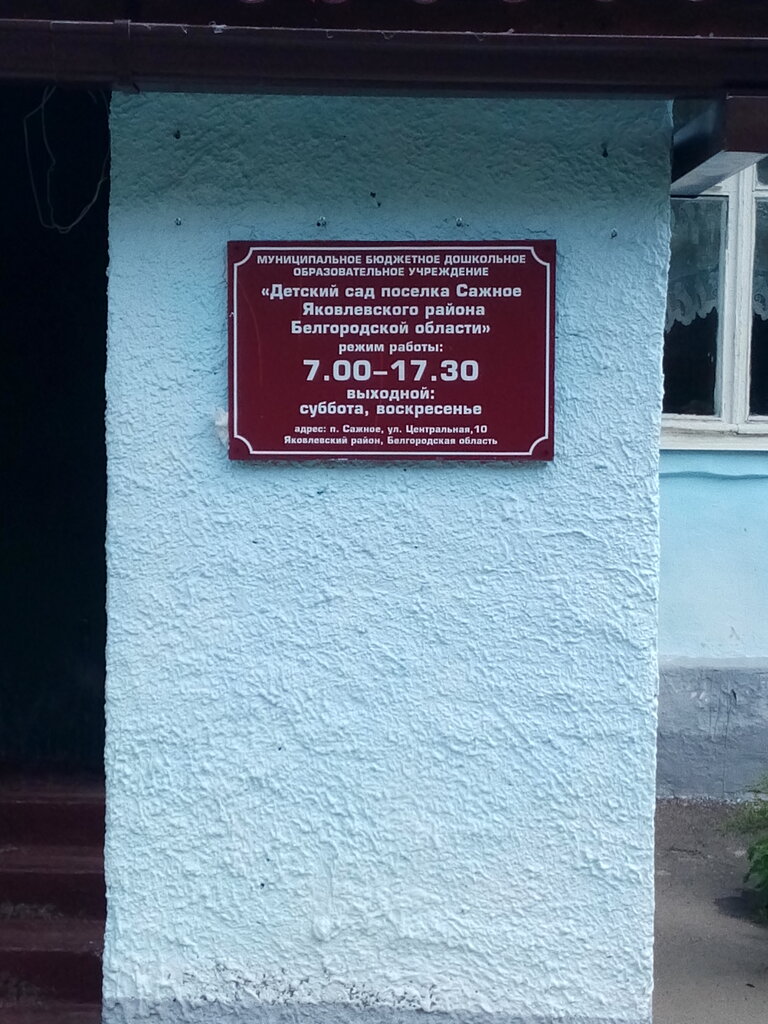 МУНИЦИПАЛЬНОЕ БЮДЖЕТНОЕ ДОШКОЛЬНОЕ
ОБРАЗОВАТЕЛЬНОЕ УЧРЕЖДЕНИЕ
«Детский сад поселка Сажное
Яковлевского района
Белгородской области»
режим работы:
7.00–17.30
выходной:
суббота, воскресенье
адрес: п. Сажное, ул. Центральная,10
Яковлевский район, Белгородская область